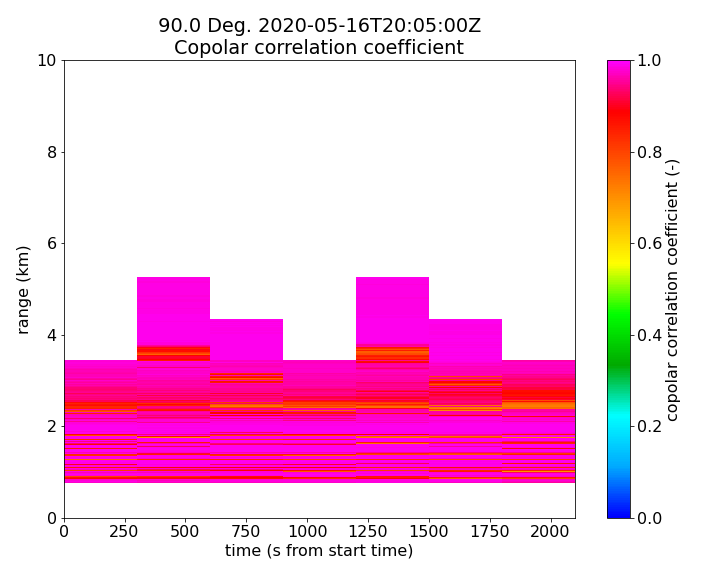 90.0 Deg. 2020-05-16T20:05:00Z
Copolar correlation coefficient
10
8
6
4
2
0
range (km)
0 250 500 750 1000 1250 1500 1750 2000
time (s from start time)
1.0
0.8
0.6
0.4
0.2
0.0
copolar correlation coefficient (-)